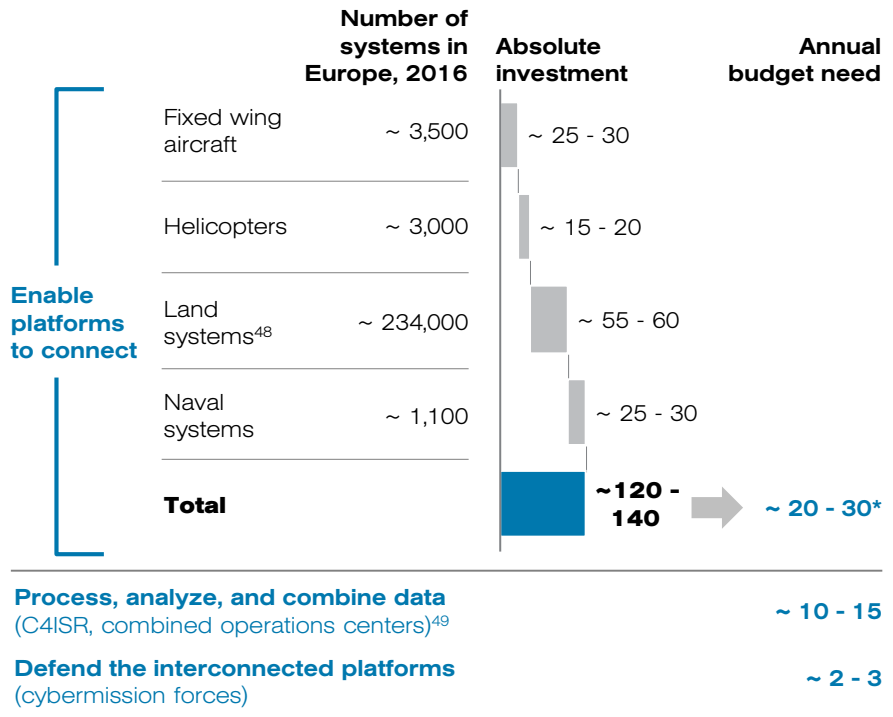 Number of
systems in
Europe, 2016
Absolute
investment
Annual
budget need
Enable
platforms
to connect
Fixed wing
aircraft
~ 3,500
~ 25 - 30
Helicopters
~ 3,000
~ 15 - 20
Land
systems⁴⁸
~ 234,000
~ 55 - 60
Naval
systems
~ 1,100
~ 25 - 30
Total
~120 -
140
~ 20 - 30*
Process, analyze, and combine data
(C4ISR, combined operations centers)⁴⁹
~ 10 - 15
Defend the interconnected platforms
(cybermission forces)
~ 2 - 3